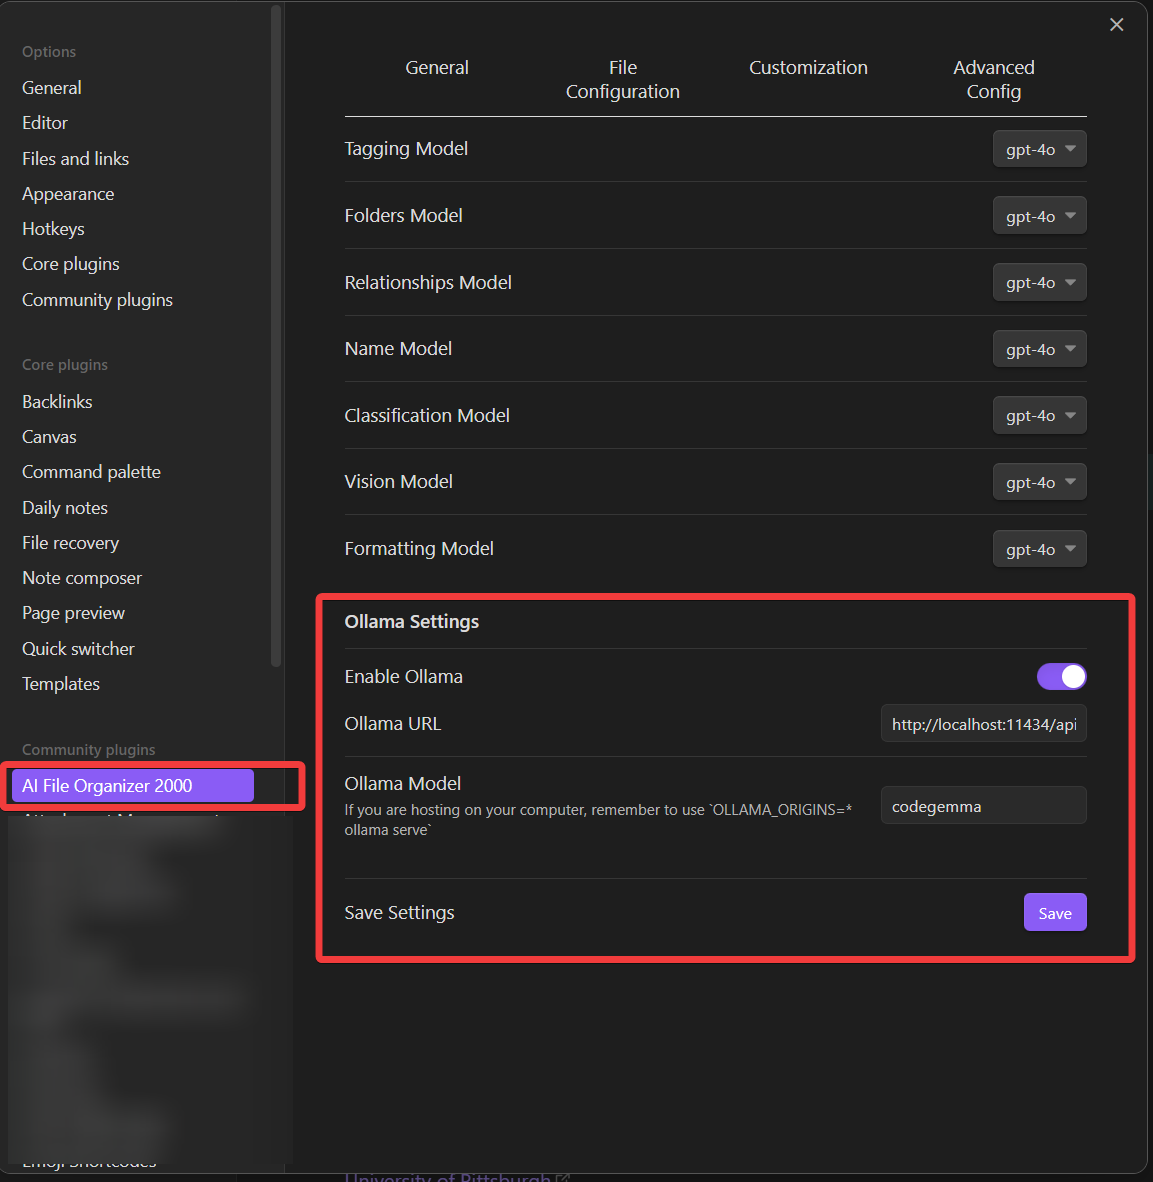 Options
General
Editor
Files and links
Appearance
Hotkeys
Core plugins
Community plugins
Core plugins
Backlinks
Canvas
Command palette
Daily notes
File recovery
Note composer
Page preview
Quick switcher
Templates
Community plugins
AI File Organizer 2000
General
File
Configuration
Customization
Advanced
Config
Tagging Model
gpt-4o
Folders Model
gpt-4o
Relationships Model
gpt-4o
Name Model
gpt-4o
Classification Model
gpt-4o
Vision Model
gpt-4o
Formatting Model
gpt-4o
Ollama Settings
Enable Ollama
Ollama URL
http://localhost:11434/api
Ollama Model
If you are hosting on your computer, remember to use `OLLAMA_ORIGINS=*
ollama serve`
codegemma
Save Settings
Save
University of Pittsburgh